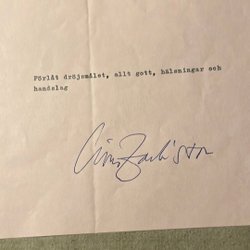 Förlåt dröjsmålet, allt gott, hälsningar och
handslag